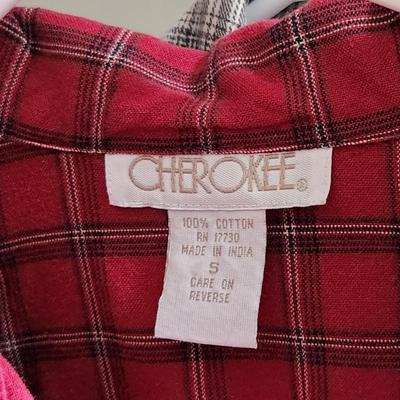 CHEROKEE®
100% COTTON
RN 17730
MADE IN INDIA
S
CARE ON
REVERSE